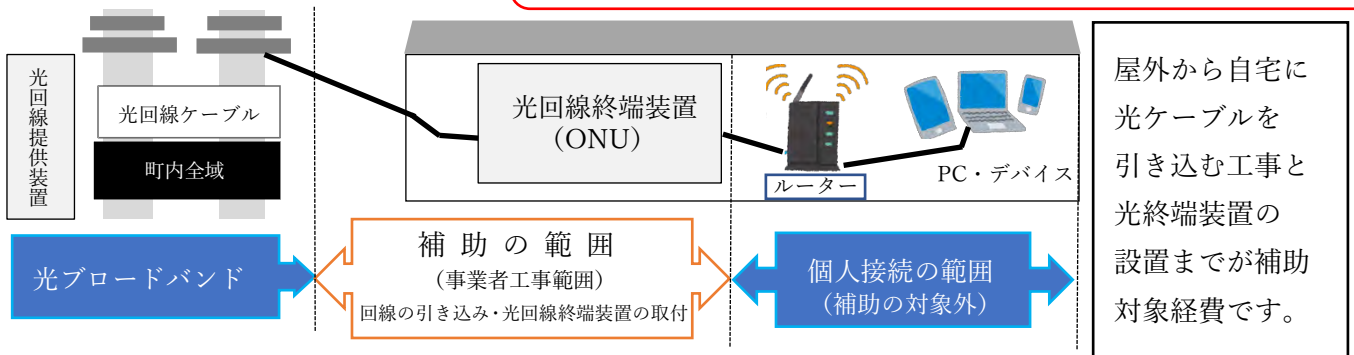 光回線提供装置
光回線ケーブル
町内全域
光回線終端装置
(ONU)
ルーター
PC・デバイス
光ブロードバンド
補助の範囲
(事業者工事範囲)
回線の引き込み・光回線終端装置の取付
個人接続の範囲
(補助の対象外)
屋外から自宅に
光ケーブルを
引き込む工事と
光終端装置の
設置までが補助
対象経費です。